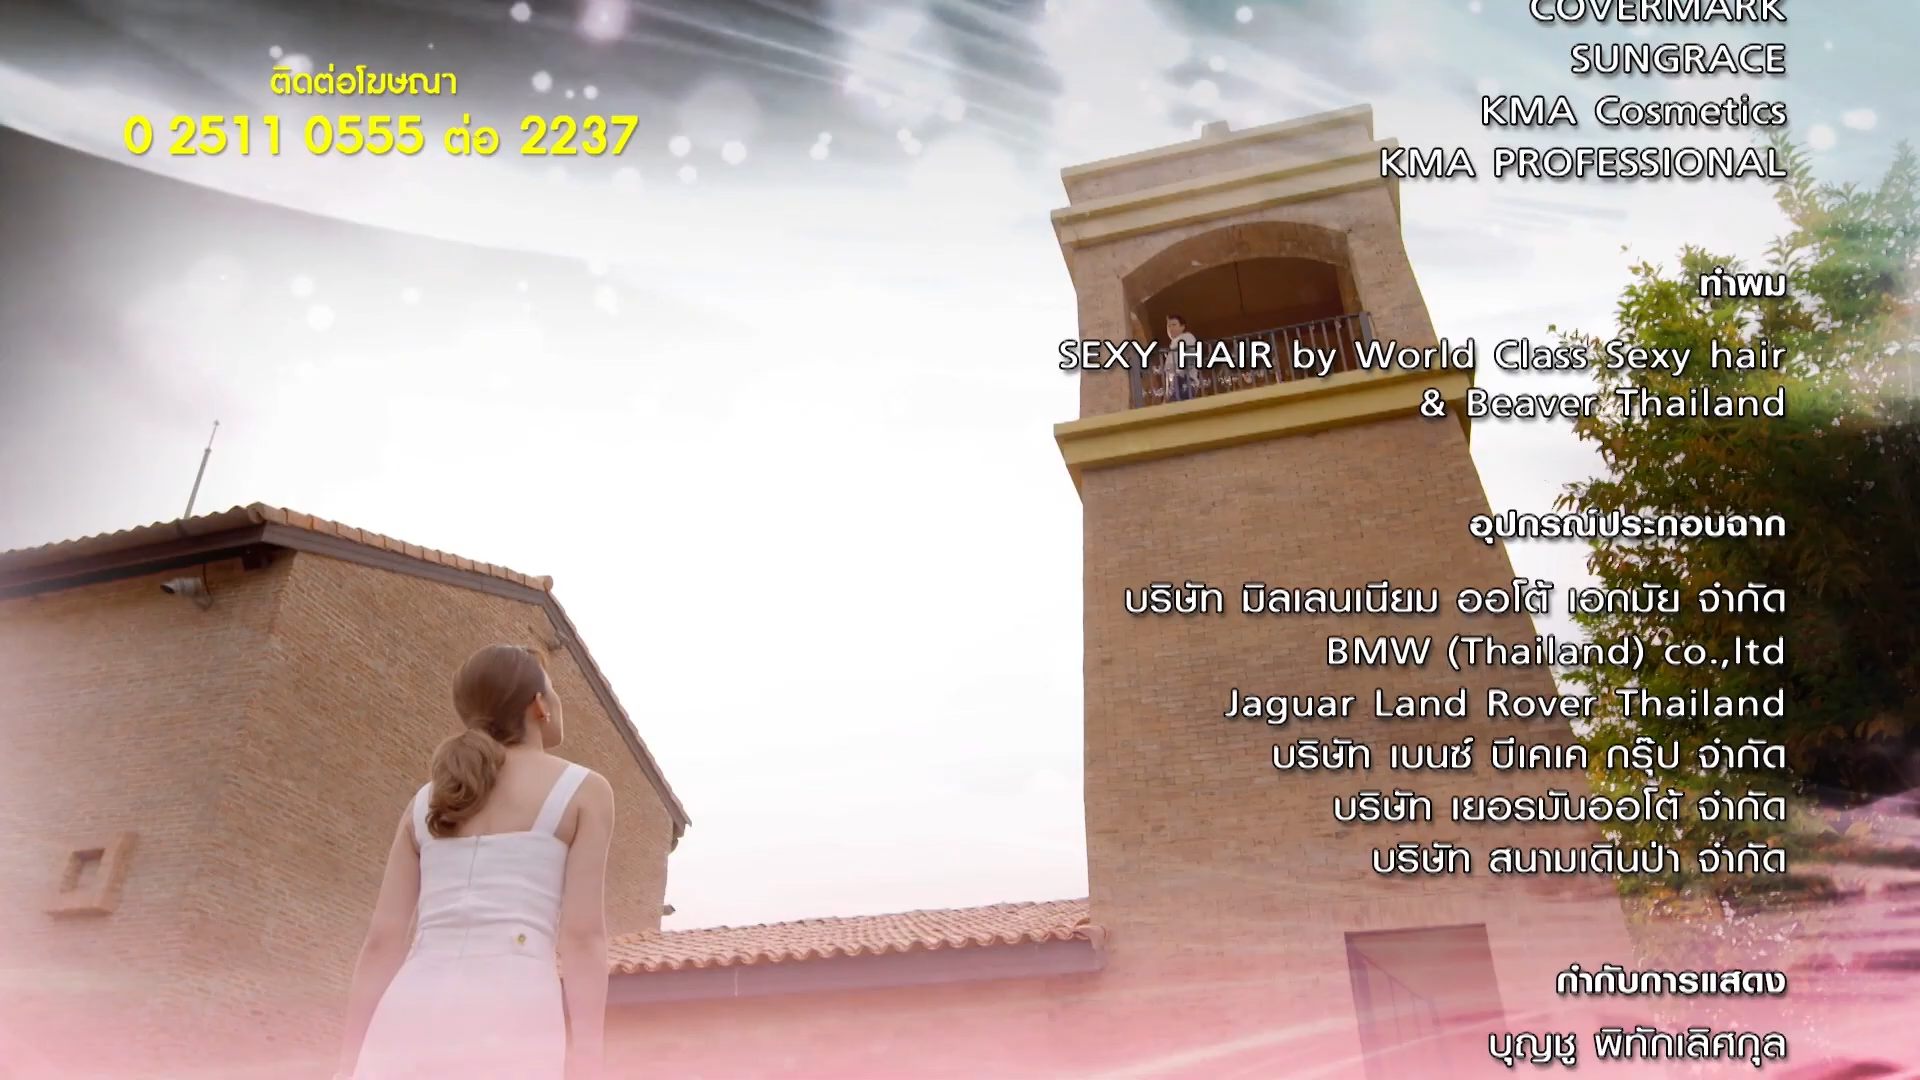 ติดต่อโฆษณา
0 2511 0555 ต่อ 2237
COVERMARK
SUNGRACE
KMA Cosmetics
KMA PROFESSIONAL
ทำผม
SEXY HAIR by World Class Sexy hair
& Beaver Thailand
อุปกรณ์ประกอบฉาก
บริษัท มิลเลนเนียม ออโต้ เอกมัย จำกัด
BMW (Thailand) co.,ltd
Jaguar Land Rover Thailand
บริษัท เบนซ์ บีเคเค กรุ๊ป จำกัด
บริษัท เยอรมันออโต้ จำกัด
บริษัท สนามเดินป่า จำกัด
กำกับการแสดง
บุญชู พิทักเลิศกุล